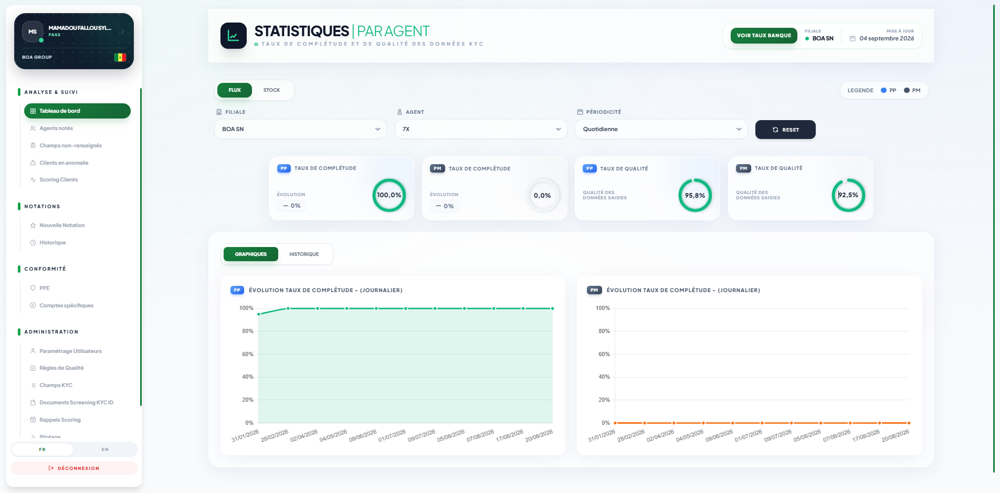 MS
MAMADOU FALLOU SYL...
PASS
BOA GROUP
ANALYSE & SUIVI
Tableau de bord
Agents notés
Champs non-renseignés
Clients en anomalie
Scoring Clients
NOTATIONS
Nouvelle Notation
Historique
CONFORMITÉ
PPE
Comptes spécifiques
ADMINISTRATION
Paramétrage Utilisateurs
Règles de Qualité
Champs KYC
Documents Screening KYC ID
Rappels Scoring
Pilotage
FR EN
DÉCONNEXION
STATISTIQUES | PAR AGENT
TAUX DE COMPLÉTUDE ET DE QUALITÉ DES DONNÉES KYC
VOIR TAUX BANQUE
FILIALE
BOA SN
MISE À JOUR
04 septembre 2026
FLUX STOCK
LEGENDE PP PM
FILIALE
BOA SN
AGENT
7X
PÉRIODICITÉ
Quotidienne
RESET
PP TAUX DE COMPLÉTUDE
ÉVOLUTION
— 0%
100,0%
PM TAUX DE COMPLÉTUDE
ÉVOLUTION
— 0%
0,0%
PP TAUX DE QUALITÉ
QUALITÉ DES
DONNÉES SAISIES
95,8%
PM TAUX DE QUALITÉ
QUALITÉ DES
DONNÉES SAISIES
92,5%
GRAPHIQUES HISTORIQUE
PP ÉVOLUTION TAUX DE COMPLÉTUDE - (JOURNALIER)
100%
80%
60%
40%
20%
0%
31/01/2026 28/02/2026 02/04/2026 04/05/2026 09/06/2026 01/07/2026 09/07/2026 05/08/2026 07/08/2026 17/08/2026 20/08/2026
PM ÉVOLUTION TAUX DE COMPLÉTUDE - (JOURNALIER)
100%
80%
60%
40%
20%
0%
31/01/2026 28/02/2026 02/04/2026 04/05/2026 09/06/2026 01/07/2026 09/07/2026 05/08/2026 07/08/2026 17/08/2026 20/08/2026